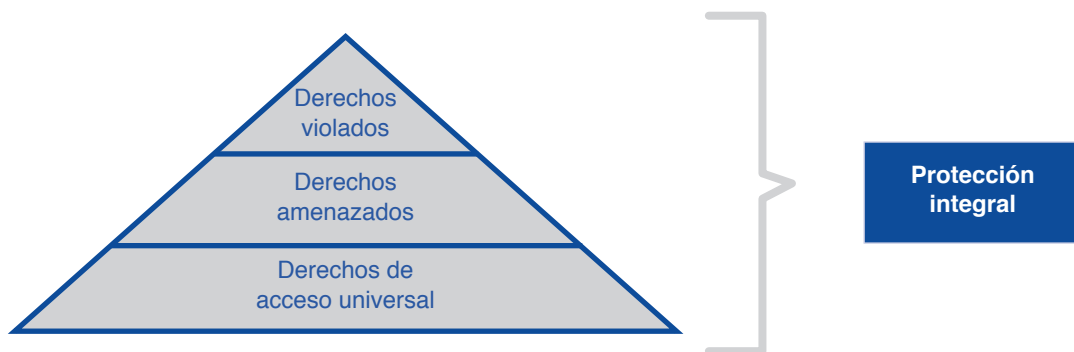 Derechos
violados
Derechos
amenazados
Derechos de
acceso universal
Protección
integral